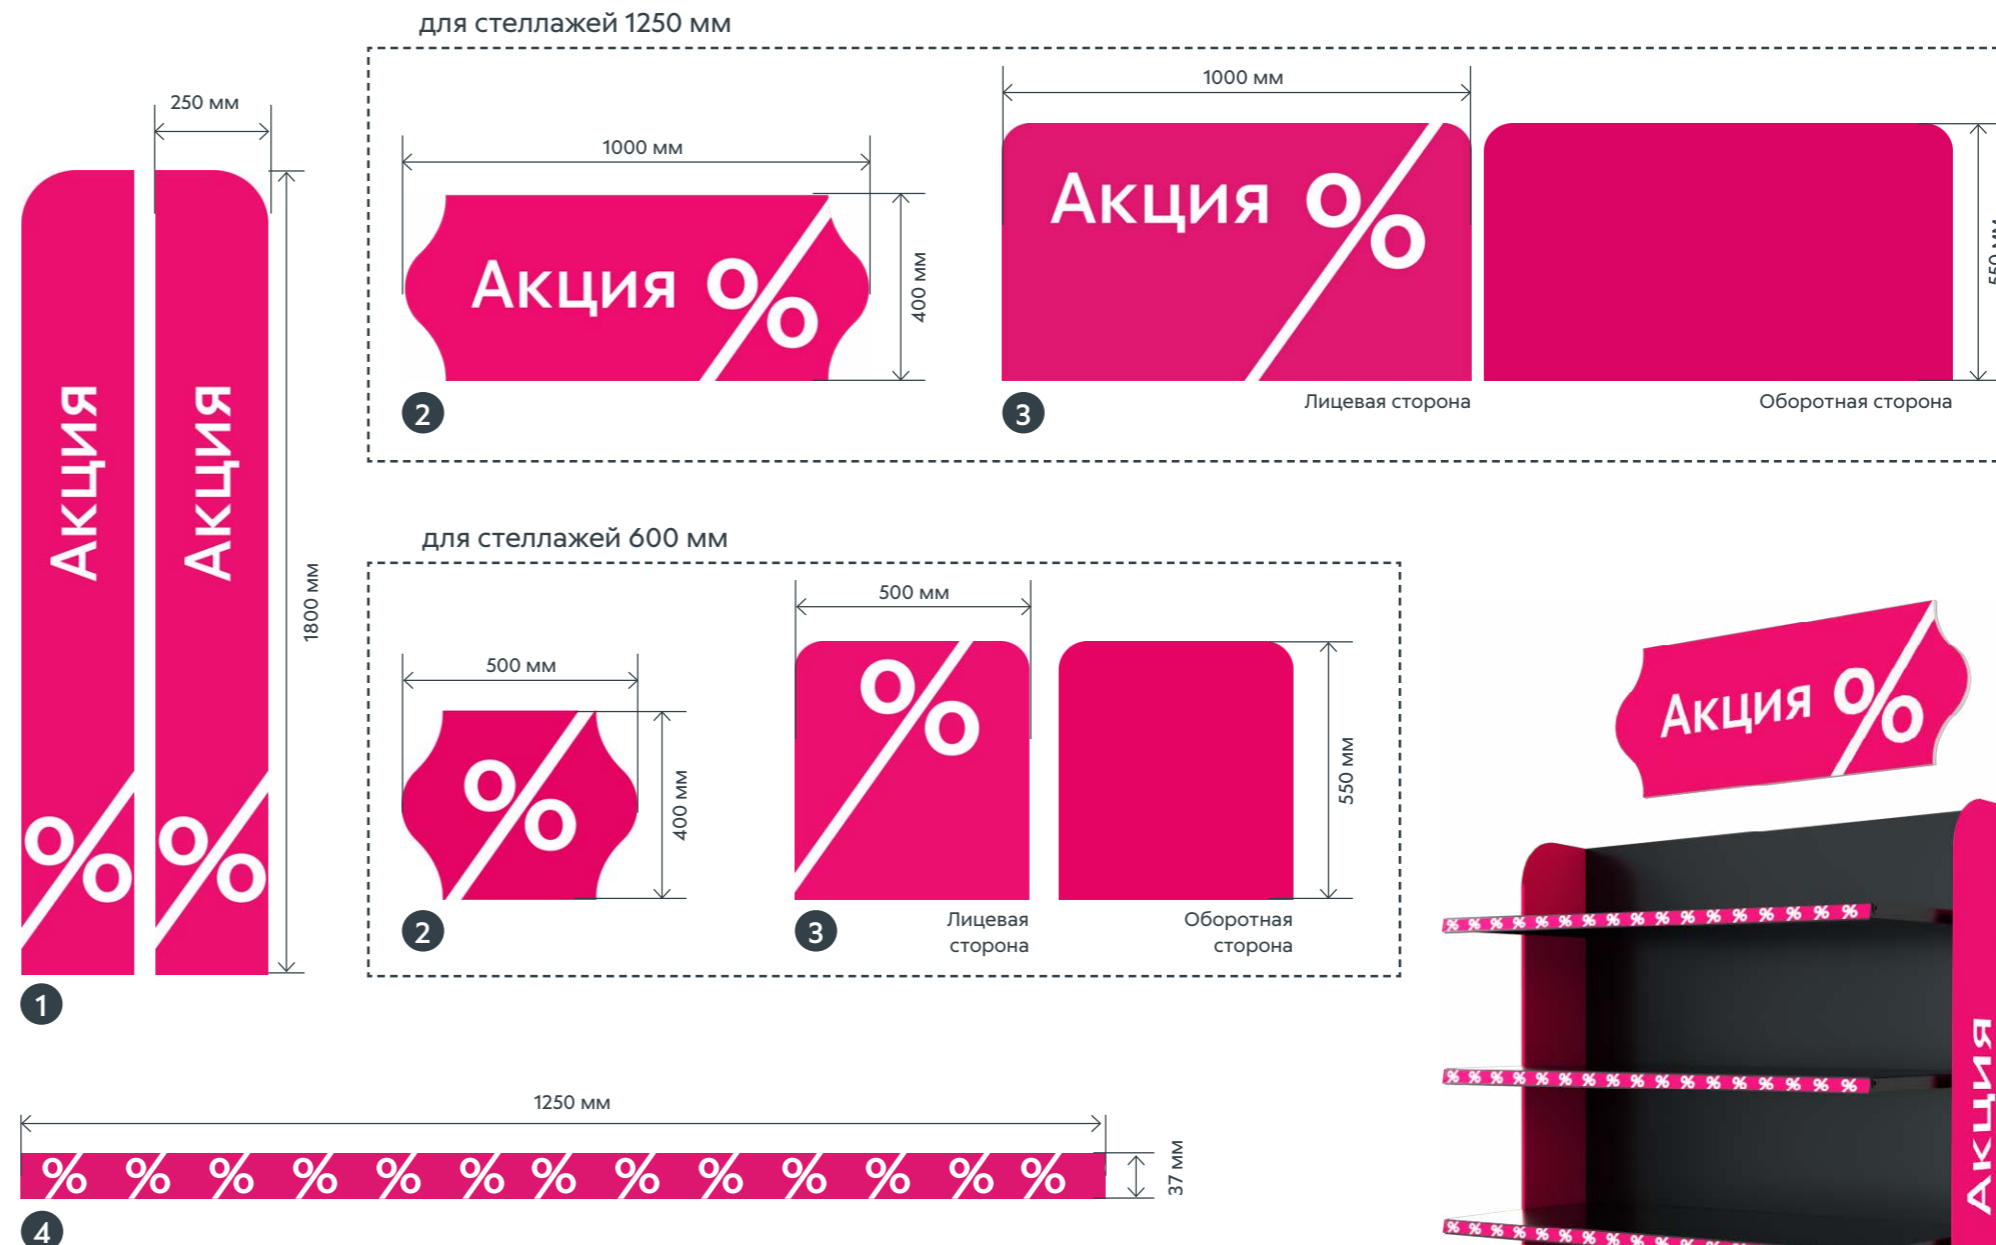 для стеллажей 1250 мм
250 мм
1000 мм
1000 мм
Акция %
400 мм
Акция %
550 мм
2
3
Лицевая сторона
Оборотная сторона
Акция
%
Акция
%
1800 мм
1
для стеллажей 600 мм
500 мм
500 мм
%
400 мм
%
550 мм
2
3
Лицевая
сторона
Оборотная
сторона
Акция %
% % % % % % % % % % % % % % % %
% % % % % % % % % % % % % % % %
Акция
1250 мм
% % % % % % % % % % % % %
37 мм
4